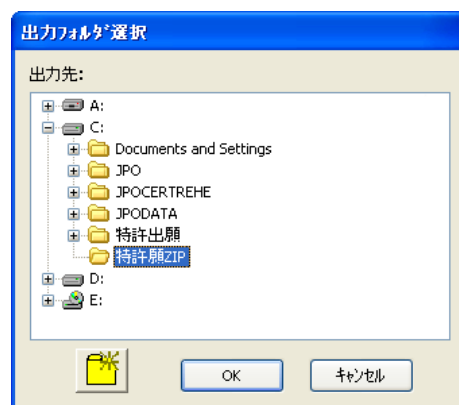 出力ﾌｫﾙﾀﾞ選択
出力先:
A:
C:
Documents and Settings
JPO
JPOCERTREHE
JPODATA
特許出願
特許願ZIP
D:
E:
OK
ｷｬﾝｾﾙ